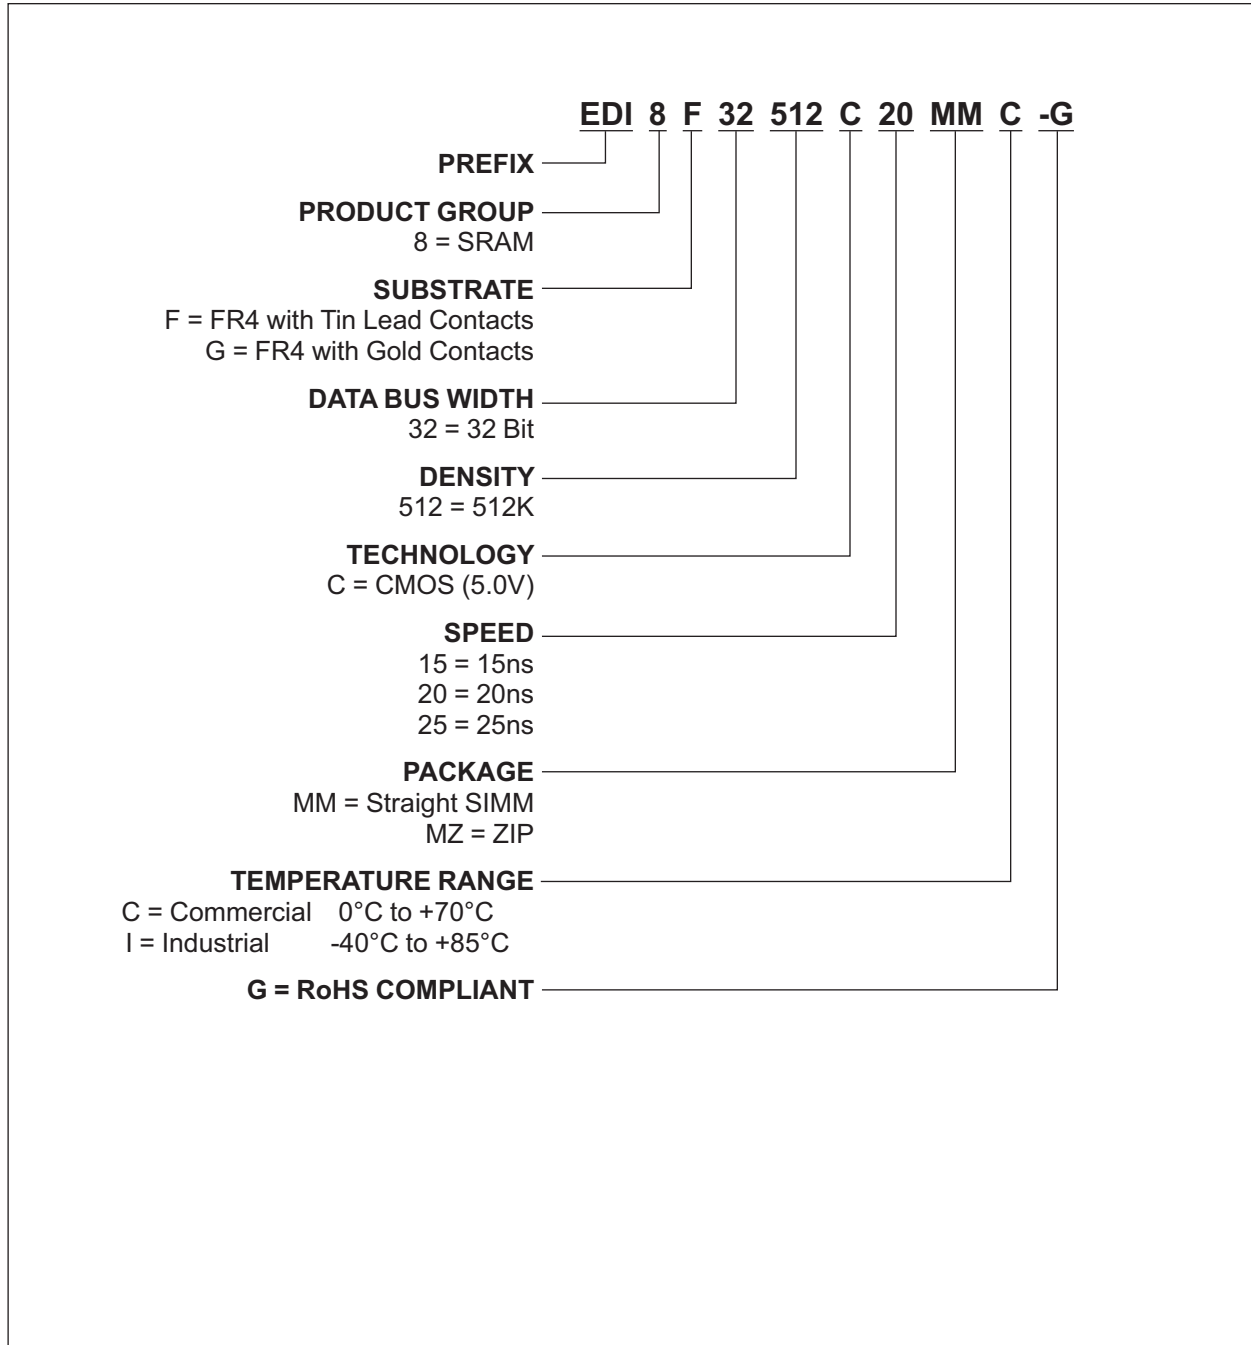 EDI 8 F 32 512 C 20 MM C -G
PREFIX
PRODUCT GROUP
8 = SRAM
SUBSTRATE
F = FR4 with Tin Lead Contacts
G = FR4 with Gold Contacts
DATA BUS WIDTH
32 = 32 Bit
DENSITY
512 = 512K
TECHNOLOGY
C = CMOS (5.0V)
SPEED
15 = 15ns
20 = 20ns
25 = 25ns
PACKAGE
MM = Straight SIMM
MZ = ZIP
TEMPERATURE RANGE
C = Commercial 0°C to +70°C
I = Industrial -40°C to +85°C
G = RoHS COMPLIANT